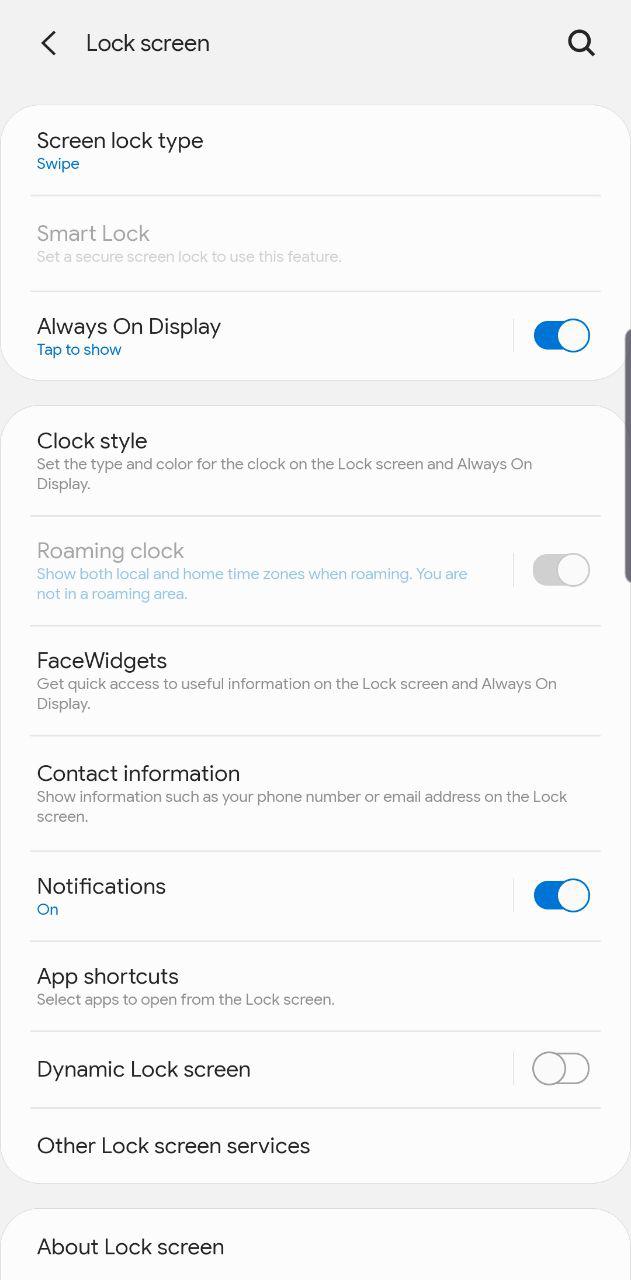 Lock screen
Screen lock type
Swipe
Smart Lock
Set a secure screen lock to use this feature.
Always On Display
Tap to show
Clock style
Set the type and color for the clock on the Lock screen and Always On
Display.
Roaming clock
Show both local and home time zones when roaming. You are
not in a roaming area.
FaceWidgets
Get quick access to useful information on the Lock screen and Always On
Display.
Contact information
Show information such as your phone number or email address on the Lock
screen.
Notifications
On
App shortcuts
Select apps to open from the Lock screen.
Dynamic Lock screen
Other Lock screen services
About Lock screen